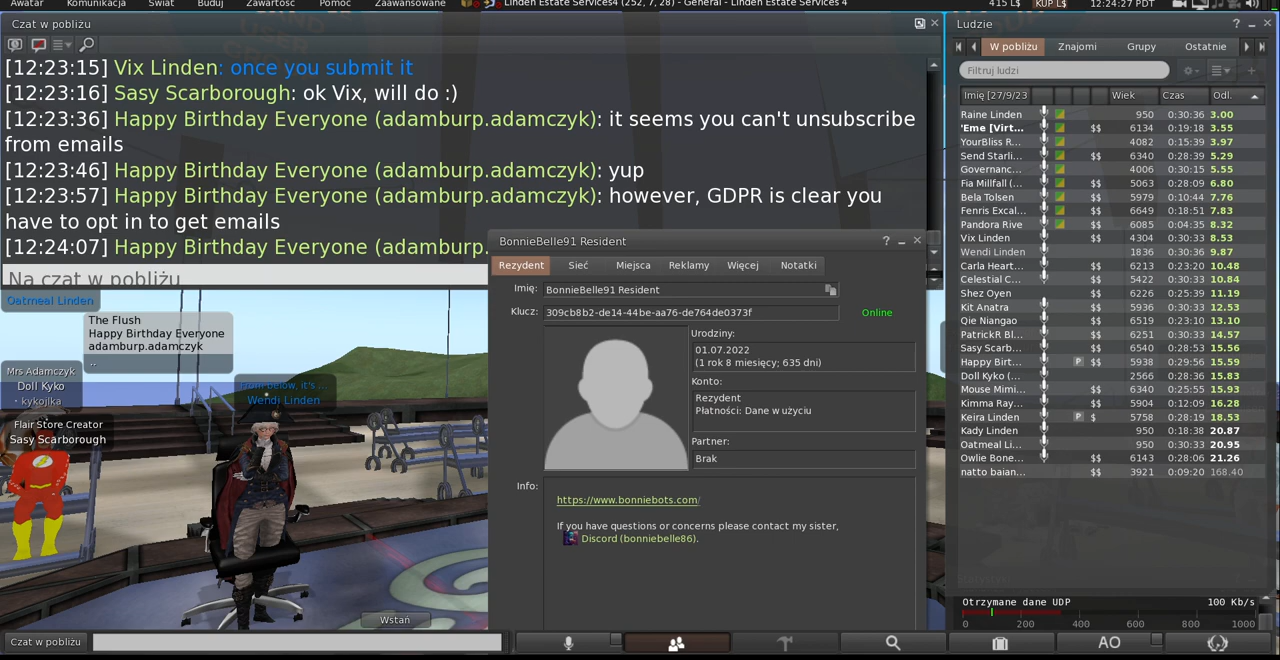 Awatar Komunikacja Świat Buduj Zawartość Pomoc Zaawansowane Linden Estate Services4 (252, 7, 28) - General - Linden Estate Services 4 415 L$ KUP L$ 12:24:27 PDT
Czat w pobliżu
[12:23:15] Vix Linden: once you submit it
[12:23:16] Sasy Scarborough: ok Vix, will do :)
[12:23:36] Happy Birthday Everyone (adamburp.adamczyk): it seems you can't unsubscribe
from emails
[12:23:46] Happy Birthday Everyone (adamburp.adamczyk): yup
[12:23:57] Happy Birthday Everyone (adamburp.adamczyk): however, GDPR is clear you
have to opt in to get emails
[12:24:07] Happy Birthday Everyone (adamburp.
Na czat w pobliżu
Oatmeal Linden
The Flush
Happy Birthday Everyone
adamburp.adamczyk
..
Mrs Adamczyk
Doll Kyko
• kykojlka
From below, it's ...
Wendi Linden
Flair Store Creator
Sasy Scarborough
Wstań
Czat w pobliżu
BonnieBelle91 Resident
Rezydent Sieć Miejsca Reklamy Więcej Notatki
Imię: BonnieBelle91 Resident
Klucz: 309cb8b2-de14-44be-aa76-de764de0373f Online
Urodziny:
01.07.2022
(1 rok 8 miesięcy; 635 dni)
Konto:
Rezydent
Płatności: Dane w użyciu
Partner:
Brak
Info:
https://www.bonniebots.com/
If you have questions or concerns please contact my sister,
Discord (bonniebelle86).
AO
Ludzie
W pobliżu Znajomi Grupy Ostatnie
Filtruj ludzi
Imię [27/9/23 Wiek Czas Odl.
Raine Linden 950 0:30:36 3.00
'Eme [Virt... $$ 6134 0:19:18 3.55
YourBliss R... 4082 0:15:39 3.97
Send Starli... $$ 6340 0:28:39 5.29
Governanc... 4006 0:30:15 5.55
Fia Millfall (... $$ 5063 0:28:09 6.80
Bela Tolsen $$ 5979 0:10:44 7.76
Fenris Excal... $$ 6649 0:18:51 7.83
Pandora Rive $$ 6085 0:04:35 8.32
Vix Linden $$ 4304 0:30:33 8.53
Wendi Linden 1836 0:30:36 9.87
Carla Heart... $$ 6213 0:23:20 10.48
Celestial C... $$ 5422 0:30:33 10.84
Shez Oyen $$ 6226 0:25:39 11.19
Kit Anatra $$ 5936 0:30:33 12.53
Qie Niangao $$ 6519 0:23:10 13.10
PatrickR Bl... $$ 6251 0:30:33 14.57
Sasy Scarb... $$ 6540 0:28:53 15.56
Happy Birt... P $$ 5938 0:29:56 15.59
Doll Kyko (... 2566 0:28:36 15.83
Mouse Mimi... $$ 6340 0:25:55 15.93
Kimma Ray... $$ 5904 0:12:09 16.28
Keira Linden P $ 5758 0:28:19 18.53
Kady Linden 950 0:18:38 20.87
Oatmeal Li... 950 0:30:33 20.95
Owlie Bone... $$ 6143 0:28:06 21.26
natto baian... $$ 3921 0:09:20 168.40
Otrzymane dane UDP 100 Kb/s
0 200 400 600 800 1000